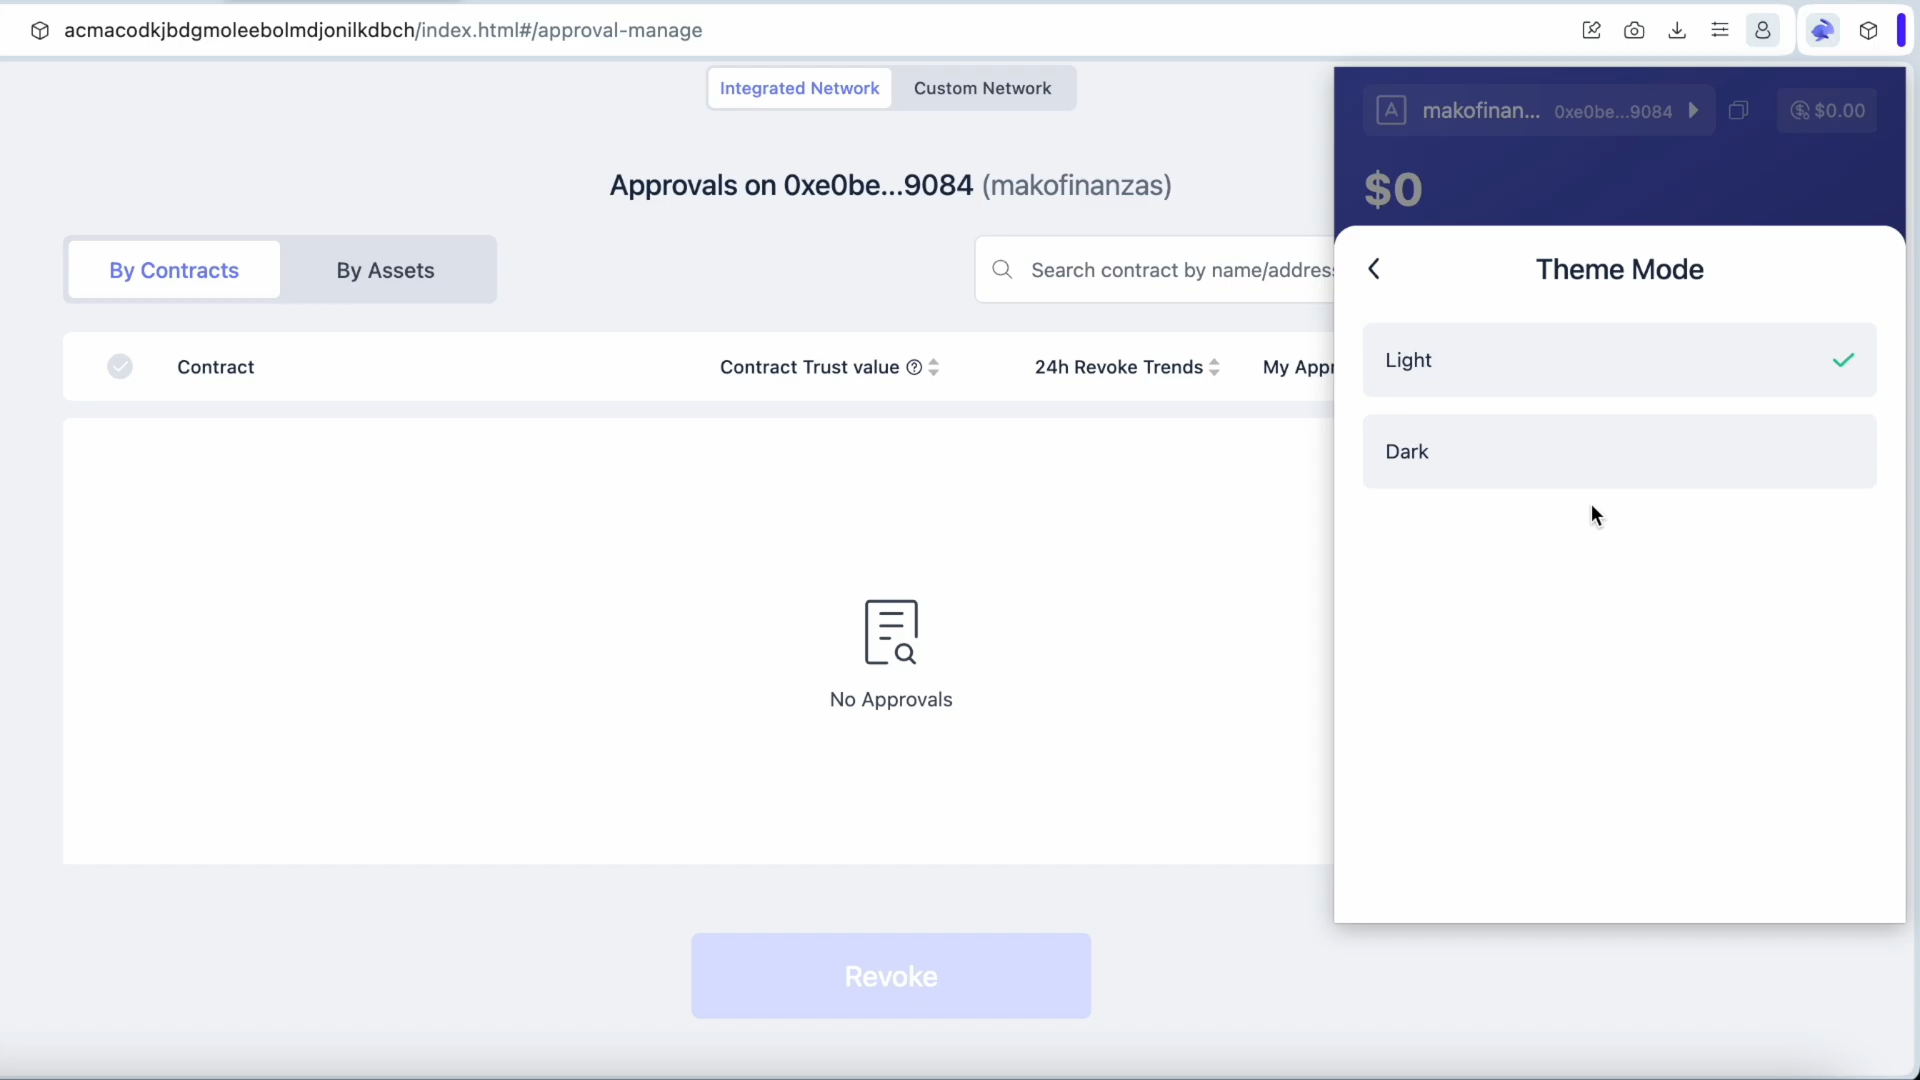 acmacodkjbdgmoleebolmdjonilkdbch/index.html#/approval-manage
Integrated Network
Custom Network
makofinan...
0xe0be...9084
$0.00
$0
Approvals on 0xe0be...9084 (makofinanzas)
By Contracts
By Assets
Search contract by name/addres
Theme Mode
Light
Dark
Contract
Contract Trust value
24h Revoke Trends
My Appr
No Approvals
Revoke